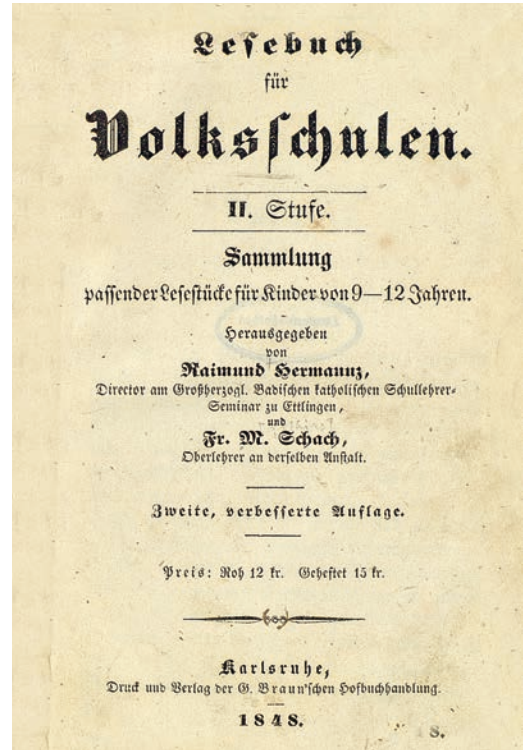 Lesebuch
für
Volksschulen.
II. Stufe.
Sammlung
passender Lesestücke für Kinder von 9—12 Jahren.
Herausgegeben
von
Raimund Hermannz,
Director am Großherzogl. Badischen katholischen Schullehrer-
Seminar zu Ettlingen,
und
Fr. M. Schach,
Oberlehrer an derselben Anstalt.
Zweite, verbesserte Auflage.
Preis: Roh 12 kr. Geheftet 15 kr.
Karlsruhe,
Druck und Verlag der G. Braun'schen Hofbuchhandlung.
1848.